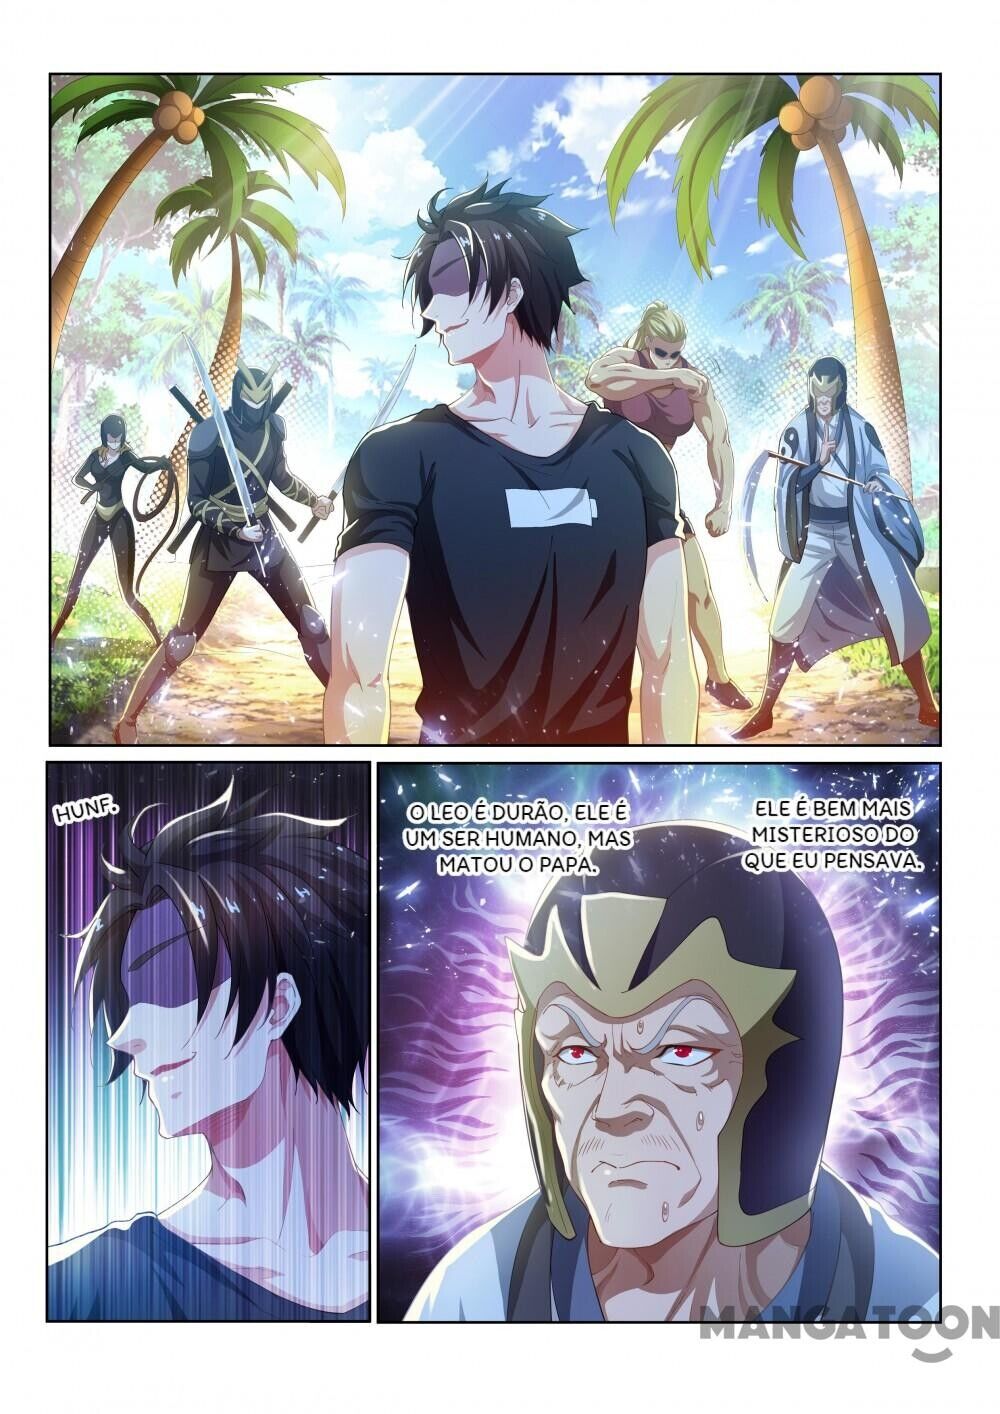 HUNF.
O LEO É DURÃO, ELE É
UM SER HUMANO, MAS
MATOU O PAPA.
ELE É BEM MAIS
MISTERIOSO DO
QUE EU PENSAVA.
MANGATOON